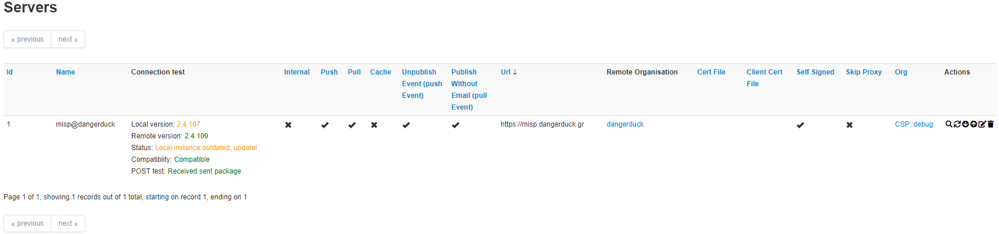 Servers
« previous next »
Id Name Connection test Internal Push Pull Cache Unpublish Publish Url Remote Organisation Cert File Client Cert Self Signed Skip Proxy Org Actions
Event (push Without File
Event) Email (pull
Event)
1 misp@dangerduck Local version: 2.4.107 https://misp.dangerduck.gr dangerduck CSP::debug
Remote version: 2.4.109
Status: Local instance outdated, update!
Compatiblity: Compatible
POST test: Received sent package
Page 1 of 1, showing 1 records out of 1 total, starting on record 1, ending on 1
« previous next »